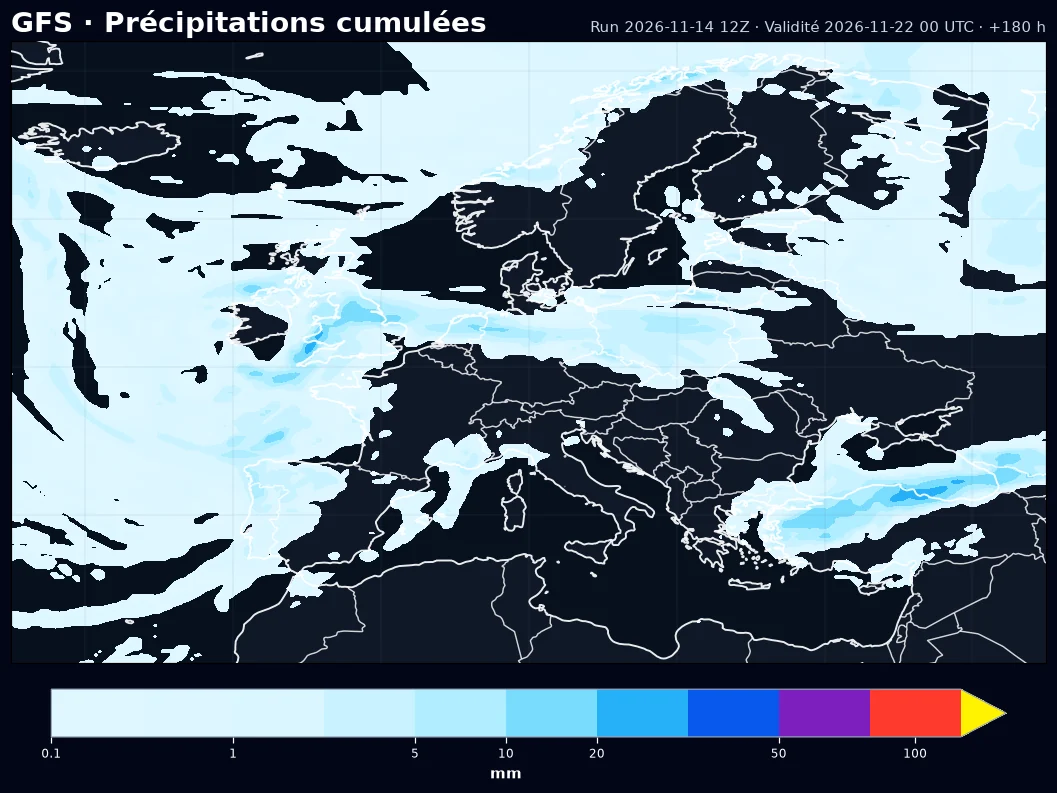 GFS · Précipitations cumulées
Run 2026-11-14 12Z · Validité 2026-11-22 00 UTC · +180 h
0.1 1 5 10 20 50 100
mm